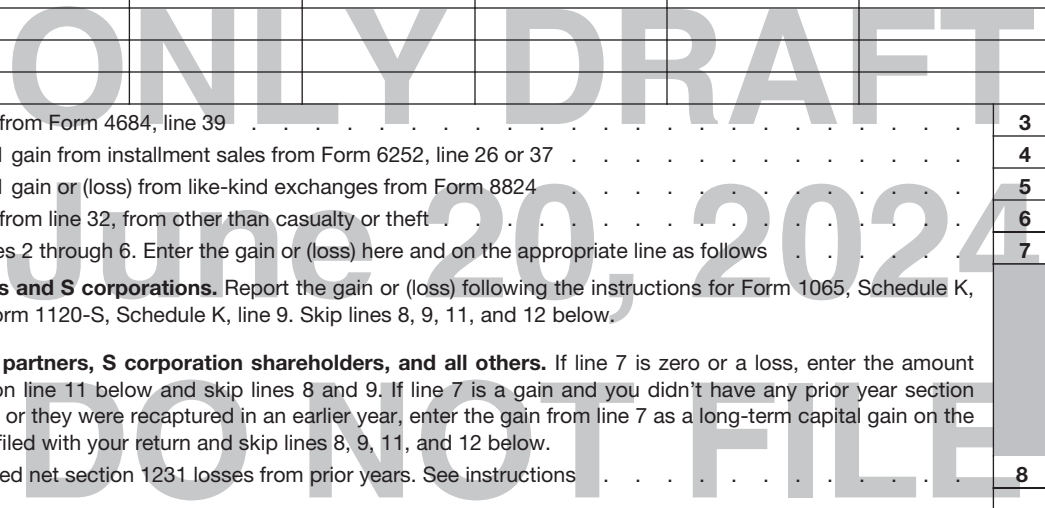 ONLY DRAFT
from Form 4684, line 39 . . . . . . . . . . . . . . . . . . . . . . . 3
gain from installment sales from Form 6252, line 26 or 37 . . . . . . . . . . . . . 4
gain or (loss) from like-kind exchanges from Form 8824 . . . . . . . . . . . . . . 5
from line 32, from other than casualty or theft . . . . . . . . . . . . . . . . . 6
June 20, 2024
2 through 6. Enter the gain or (loss) here and on the appropriate line as follows . . . . . . 7
and S corporations. Report the gain or (loss) following the instructions for Form 1065, Schedule K,
1120-S, Schedule K, line 9. Skip lines 8, 9, 11, and 12 below.
partners, S corporation shareholders, and all others. If line 7 is zero or a loss, enter the amount
on line 11 below and skip lines 8 and 9. If line 7 is a gain and you didn’t have any prior year section
or they were recaptured in an earlier year, enter the gain from line 7 as a long-term capital gain on the
filed with your return and skip lines 8, 9, 11, and 12 below.
DO NOT FILE
net section 1231 losses from prior years. See instructions . . . . . . . . . . . . 8